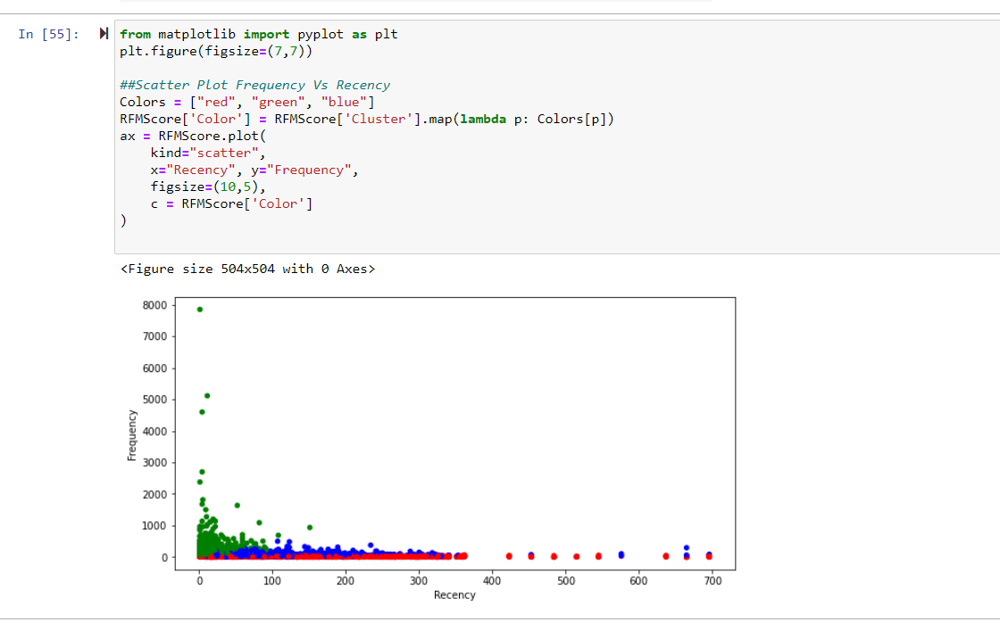 In [55]:
from matplotlib import pyplot as plt
plt.figure(figsize=(7,7))
##Scatter Plot Frequency Vs Recency
Colors = ["red", "green", "blue"]
RFMScore['Color'] = RFMScore['Cluster'].map(lambda p: Colors[p])
ax = RFMScore.plot(
    kind="scatter",
    x="Recency", y="Frequency",
    figsize=(10,5),
    c = RFMScore['Color']
)
<Figure size 504x504 with 0 Axes>
8000
7000
6000
5000
4000
3000
2000
1000
0
Frequency
0 100 200 300 400 500 600 700
Recency